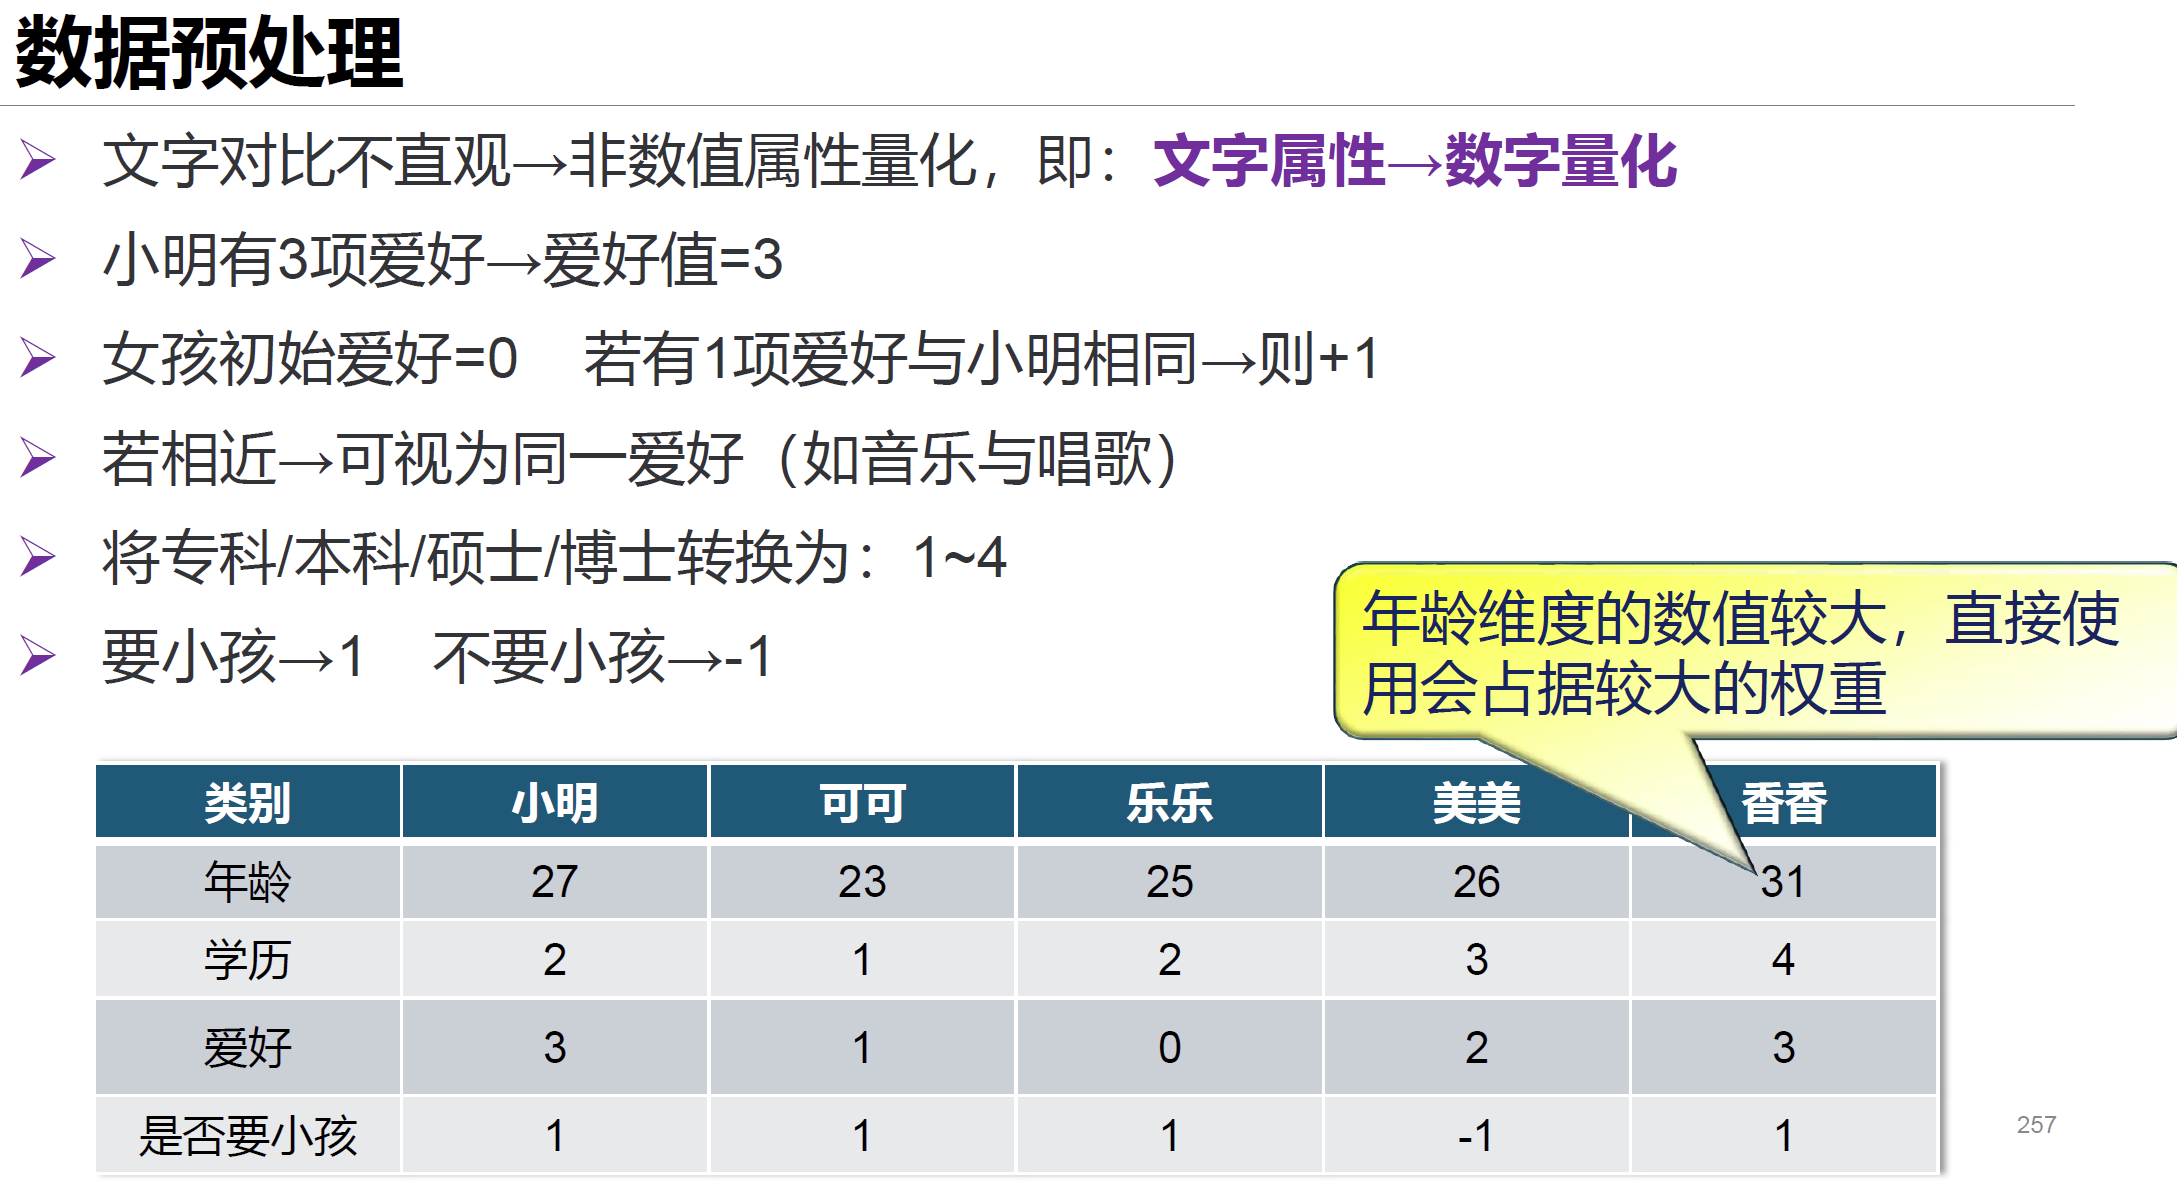 数据预处理
➢ 文字对比不直观→非数值属性量化，即：文字属性→数字量化
➢ 小明有3项爱好→爱好值=3
➢ 女孩初始爱好=0 若有1项爱好与小明相同→则+1
➢ 若相近→可视为同一爱好（如音乐与唱歌）
➢ 将专科/本科/硕士/博士转换为：1~4
➢ 要小孩→1 不要小孩→-1
年龄维度的数值较大，直接使
用会占据较大的权重
类别 小明 可可 乐乐 美美 香香
年龄 27 23 25 26 31
学历 2 1 2 3 4
爱好 3 1 0 2 3
是否要小孩 1 1 1 -1 1
257